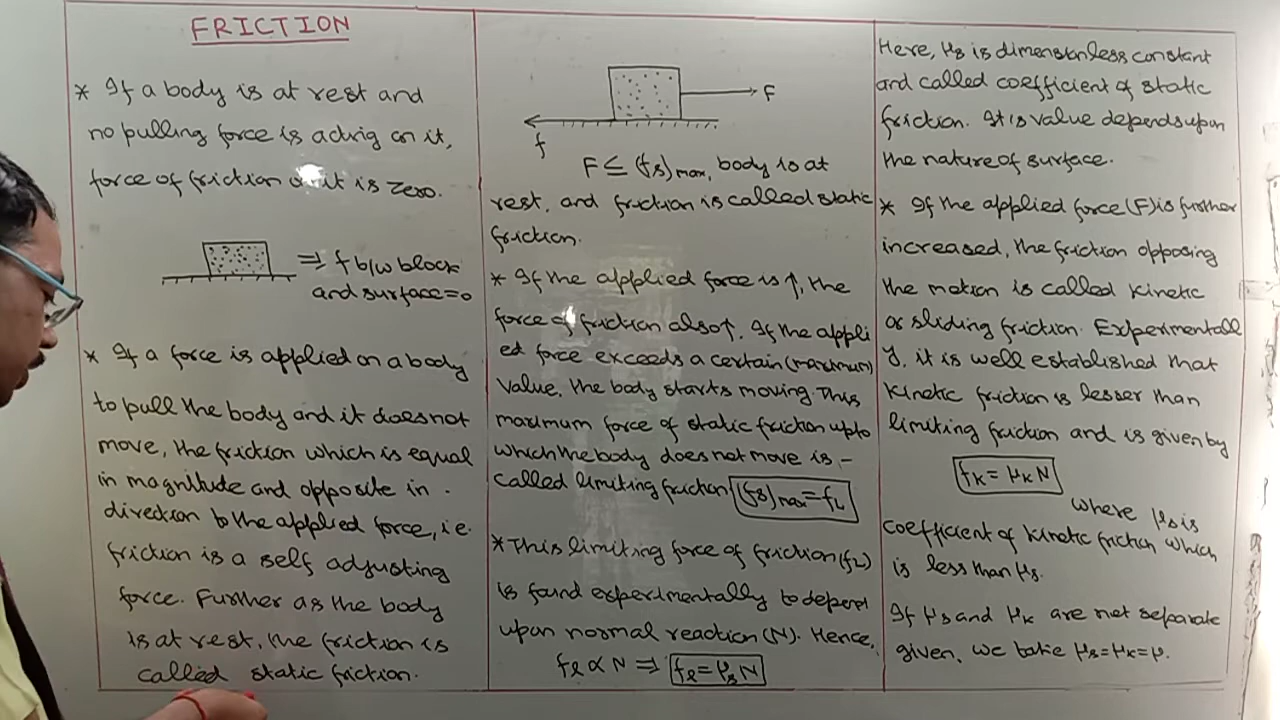 FRICTION
* If a body is at rest and
no pulling force is acting on it,
force of friction on it is zero.
⇒ f b/w block
and surface=0
* If a force is applied on a body
to pull the body and it does not
move, the friction which is equal
in magnitude and opposite in
direction to the applied force, i.e.
friction is a self adjusting
force. Further as the body
is at rest, the friction is
called static friction.
F
f
F ≤ (fs)max, body is at
rest, and friction is called static
friction.
* If the applied force is ↑, the
force of friction also ↑. If the appli
ed force exceeds a certain (maximum)
value, the body starts moving. This
maximum force of static friction upto
which the body does not move is -
called limiting friction (fs)max = fL
* This limiting force of friction (fL)
is found experimentally to depend
upon normal reaction (N). Hence,
fℓ ∝ N ⇒ fℓ = μs N
Here, μs is dimensionless constant
and called coefficient of static
friction. It is value depends upon
the nature of surface.
* If the applied force (F) is further
increased, the friction opposing
the motion is called kinetic
or sliding friction. Experimentall
y, it is well established that
kinetic friction is lesser than
limiting friction and is given by
fK = μK N
where μs is
coefficient of kinetic friction which
is less than μs.
If μs and μK are not separate
given, we take μs = μK = μ.